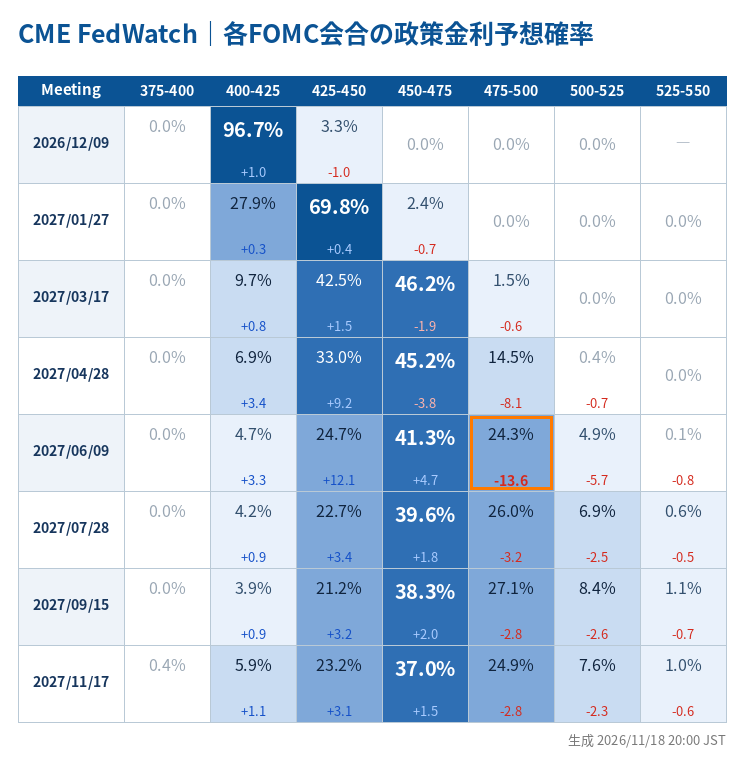 CME FedWatch｜各FOMC会合の政策金利予想確率
Meeting 375-400 400-425 425-450 450-475 475-500 500-525 525-550
2026/12/09 0.0% 96.7% 3.3% 0.0% 0.0% 0.0% —
+1.0 -1.0
2027/01/27 0.0% 27.9% 69.8% 2.4% 0.0% 0.0% 0.0%
+0.3 +0.4 -0.7
2027/03/17 0.0% 9.7% 42.5% 46.2% 1.5% 0.0% 0.0%
+0.8 +1.5 -1.9 -0.6
2027/04/28 0.0% 6.9% 33.0% 45.2% 14.5% 0.4% 0.0%
+3.4 +9.2 -3.8 -8.1 -0.7
2027/06/09 0.0% 4.7% 24.7% 41.3% 24.3% 4.9% 0.1%
+3.3 +12.1 +4.7 -13.6 -5.7 -0.8
2027/07/28 0.0% 4.2% 22.7% 39.6% 26.0% 6.9% 0.6%
+0.9 +3.4 +1.8 -3.2 -2.5 -0.5
2027/09/15 0.0% 3.9% 21.2% 38.3% 27.1% 8.4% 1.1%
+0.9 +3.2 +2.0 -2.8 -2.6 -0.7
2027/11/17 0.4% 5.9% 23.2% 37.0% 24.9% 7.6% 1.0%
+1.1 +3.1 +1.5 -2.8 -2.3 -0.6
生成 2026/11/18 20:00 JST